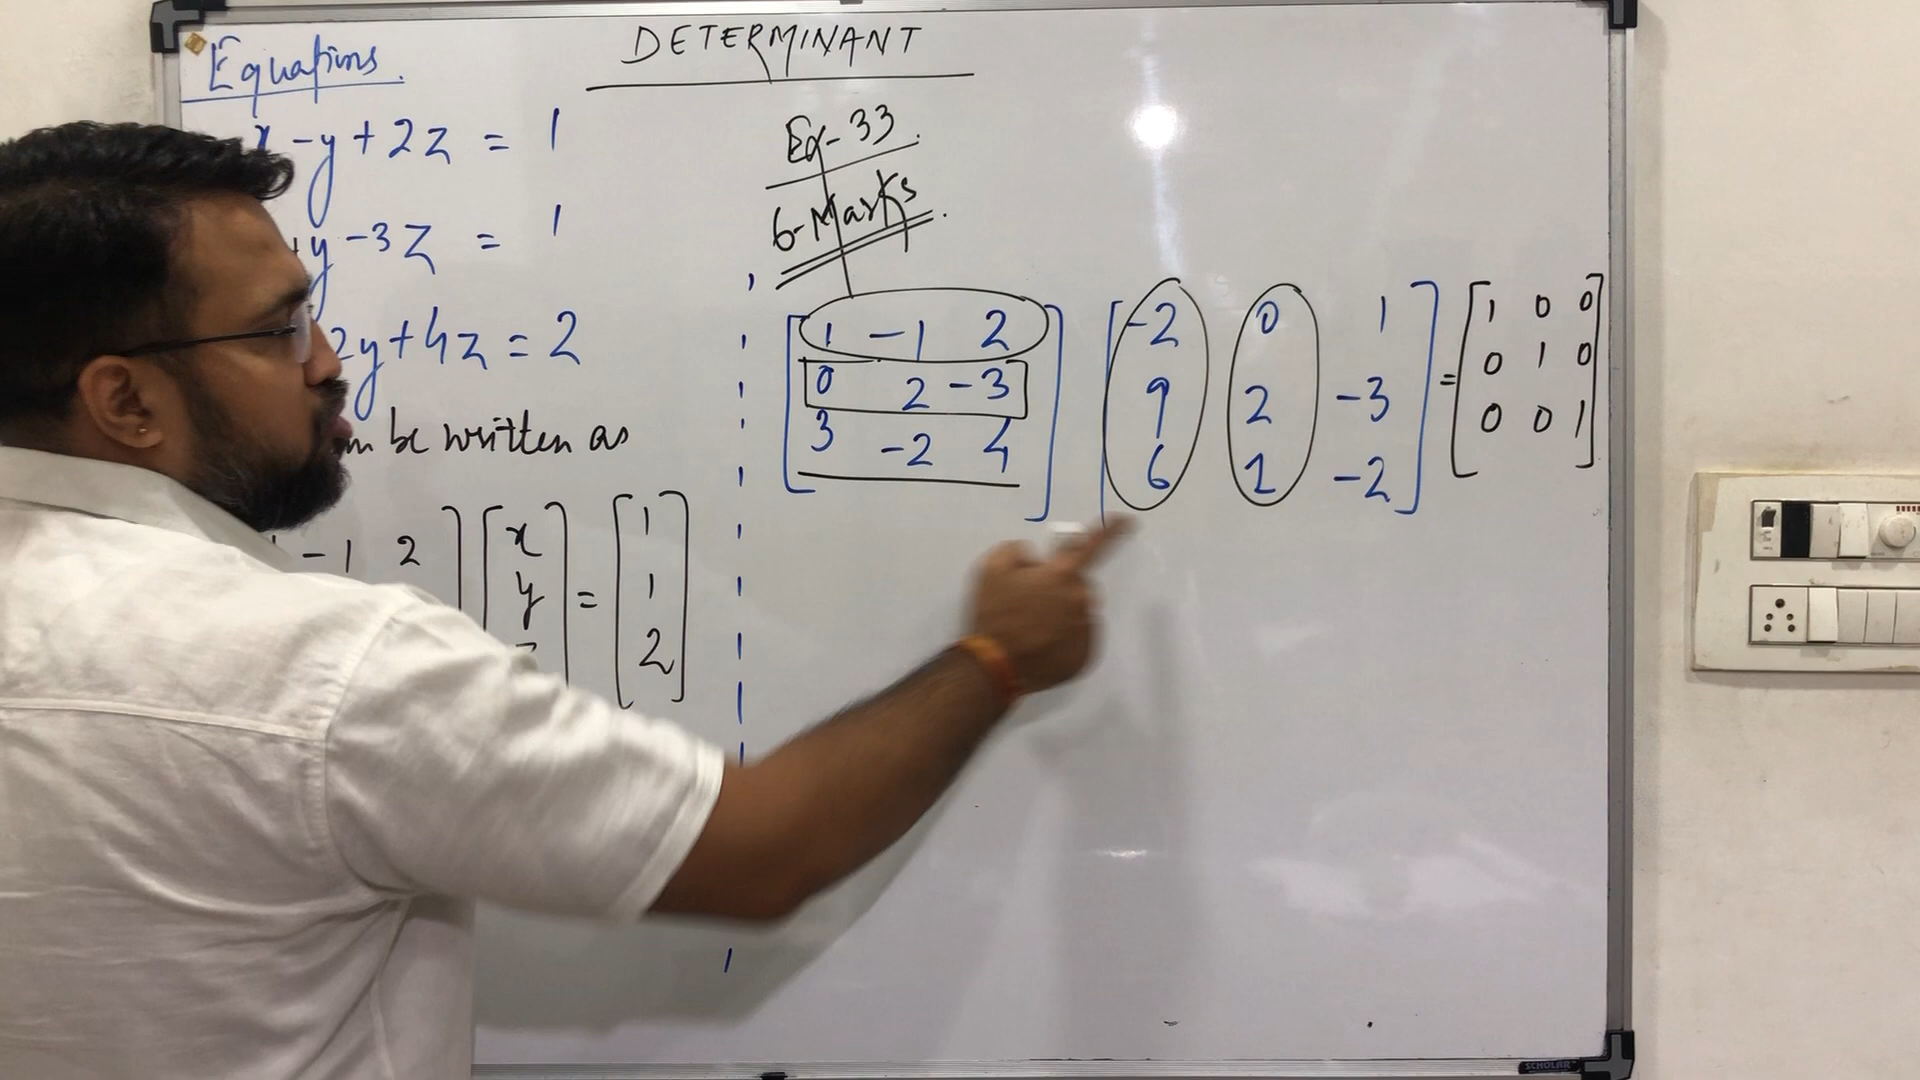 DETERMINANT
Equations.
x - y + 2z = 1
+y - 3z = 1
2y + 4z = 2
be written as
-1 2
x
y
=
1
1
2
Ex-33.
6-Marks.
1 -1 2
0 2 -3
3 -2 4
-2 0 1
9 2 -3
6 1 -2
=
1 0 0
0 1 0
0 0 1
SCHOLAR